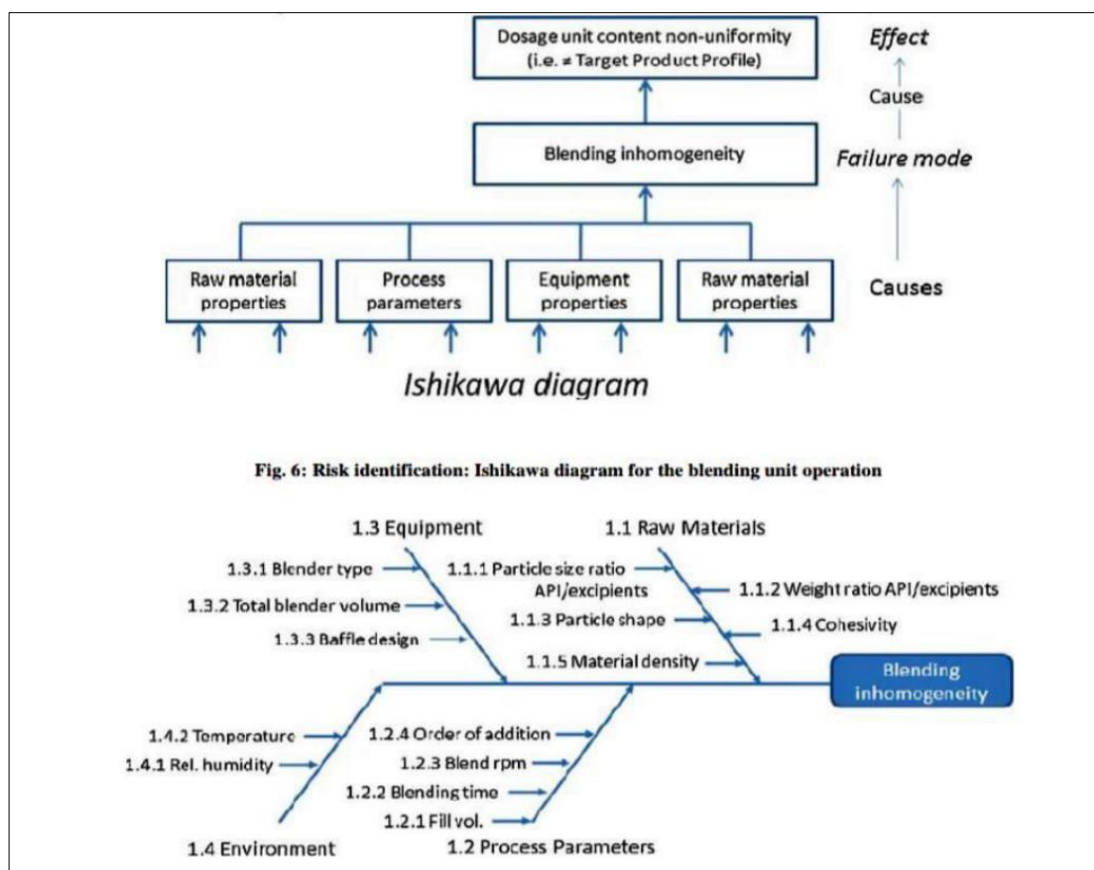 Dosage unit content non-uniformity
(i.e. ≠ Target Product Profile)
Effect
Cause
Blending inhomogeneity
Failure mode
Raw material
properties
Process
parameters
Equipment
properties
Raw material
properties
Causes
Ishikawa diagram
Fig. 6: Risk identification: Ishikawa diagram for the blending unit operation
1.3 Equipment
1.1 Raw Materials
1.3.1 Blender type
1.3.2 Total blender volume
1.3.3 Baffle design
1.1.1 Particle size ratio
API/excipients
1.1.2 Weight ratio API/excipients
1.1.3 Particle shape
1.1.4 Cohesivity
1.1.5 Material density
Blending
inhomogeneity
1.4.2 Temperature
1.4.1 Rel. humidity
1.2.4 Order of addition
1.2.3 Blend rpm
1.2.2 Blending time
1.2.1 Fill vol.
1.4 Environment
1.2 Process Parameters